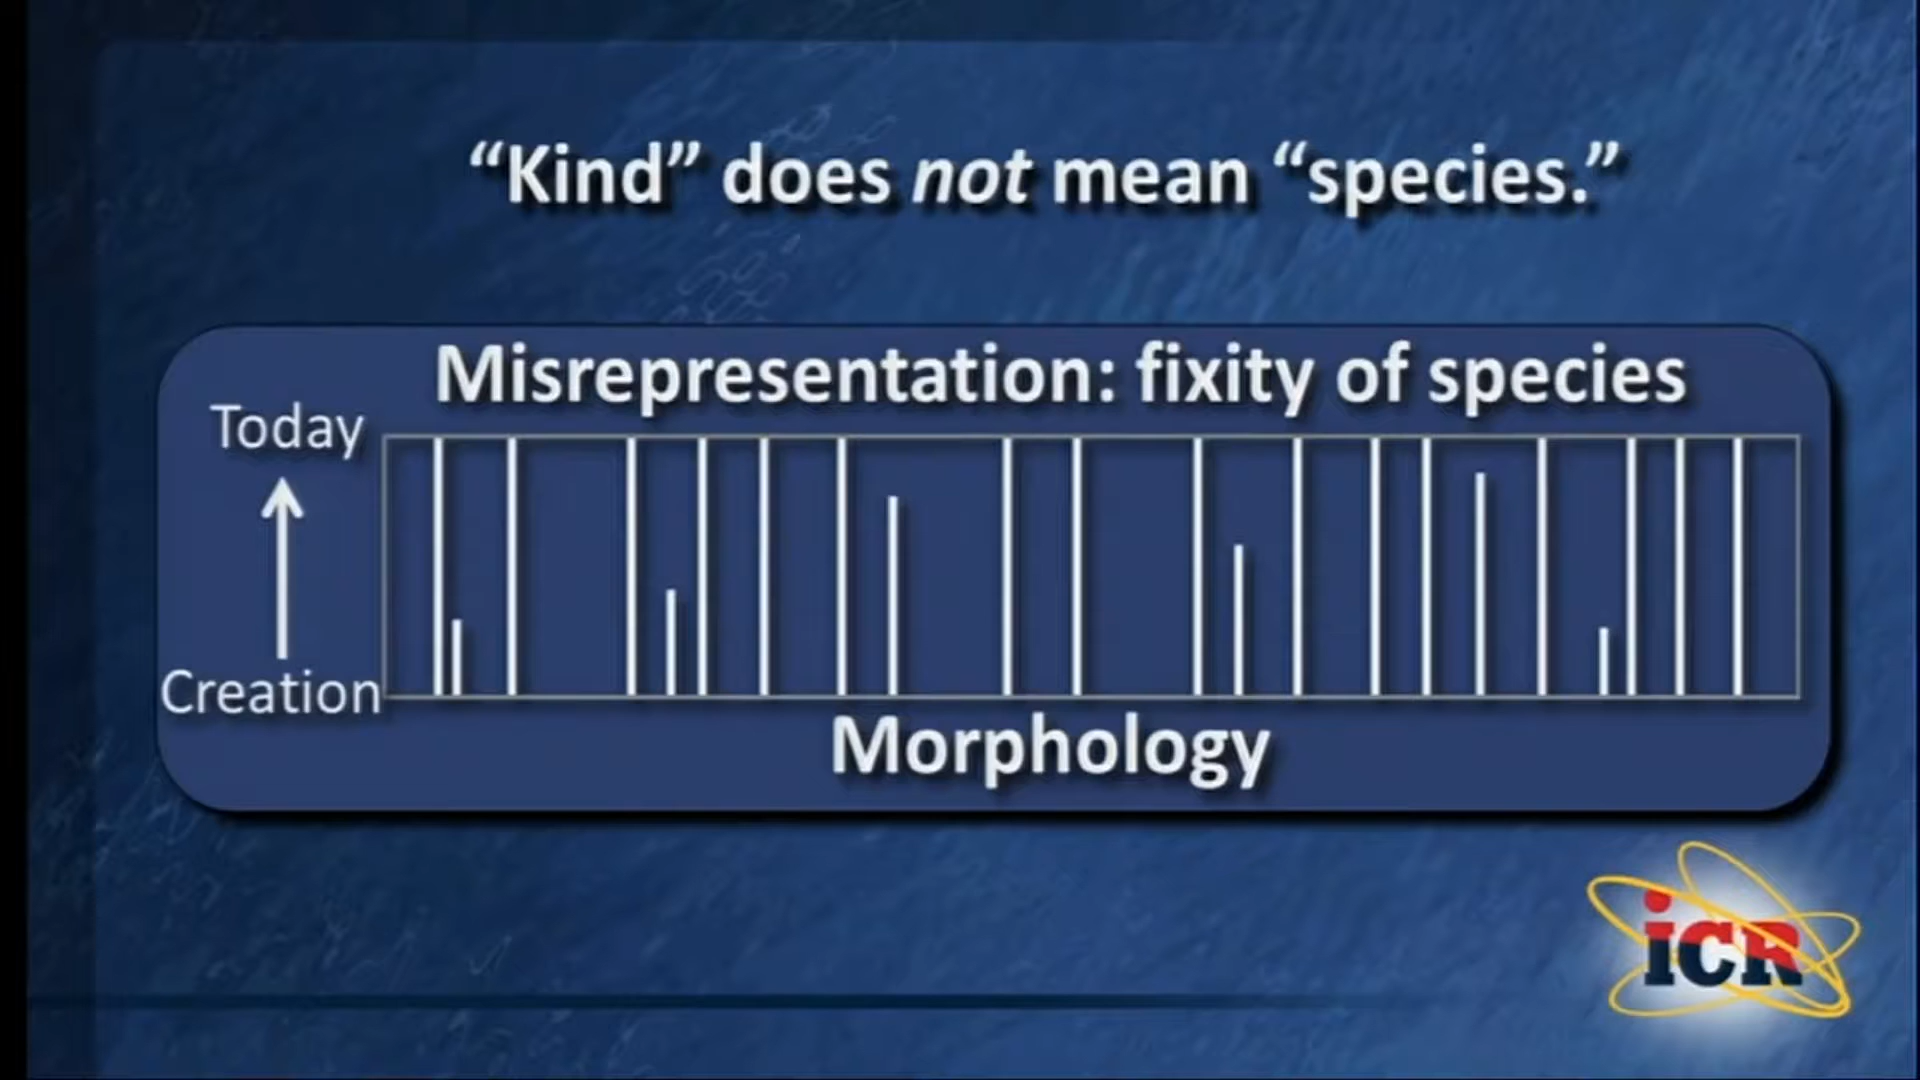 “Kind” does not mean “species.”
Misrepresentation: fixity of species
Today
Creation
Morphology
iCR